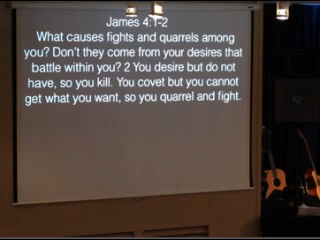 James 4:1-2
What causes fights and quarrels among
you? Don't they come from your desires that
battle within you? 2 You desire but do not
have, so you kill. You covet but you cannot
get what you want, so you quarrel and fight.